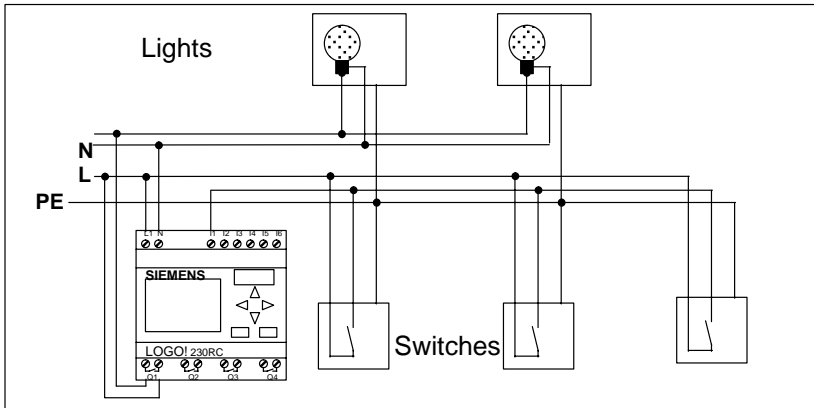 Lights
N
L
PE
L1 N I1 I2 I3 I4 I5 I6
SIEMENS
Switches
LOGO! 230RC
Q1 Q2 Q3 Q4